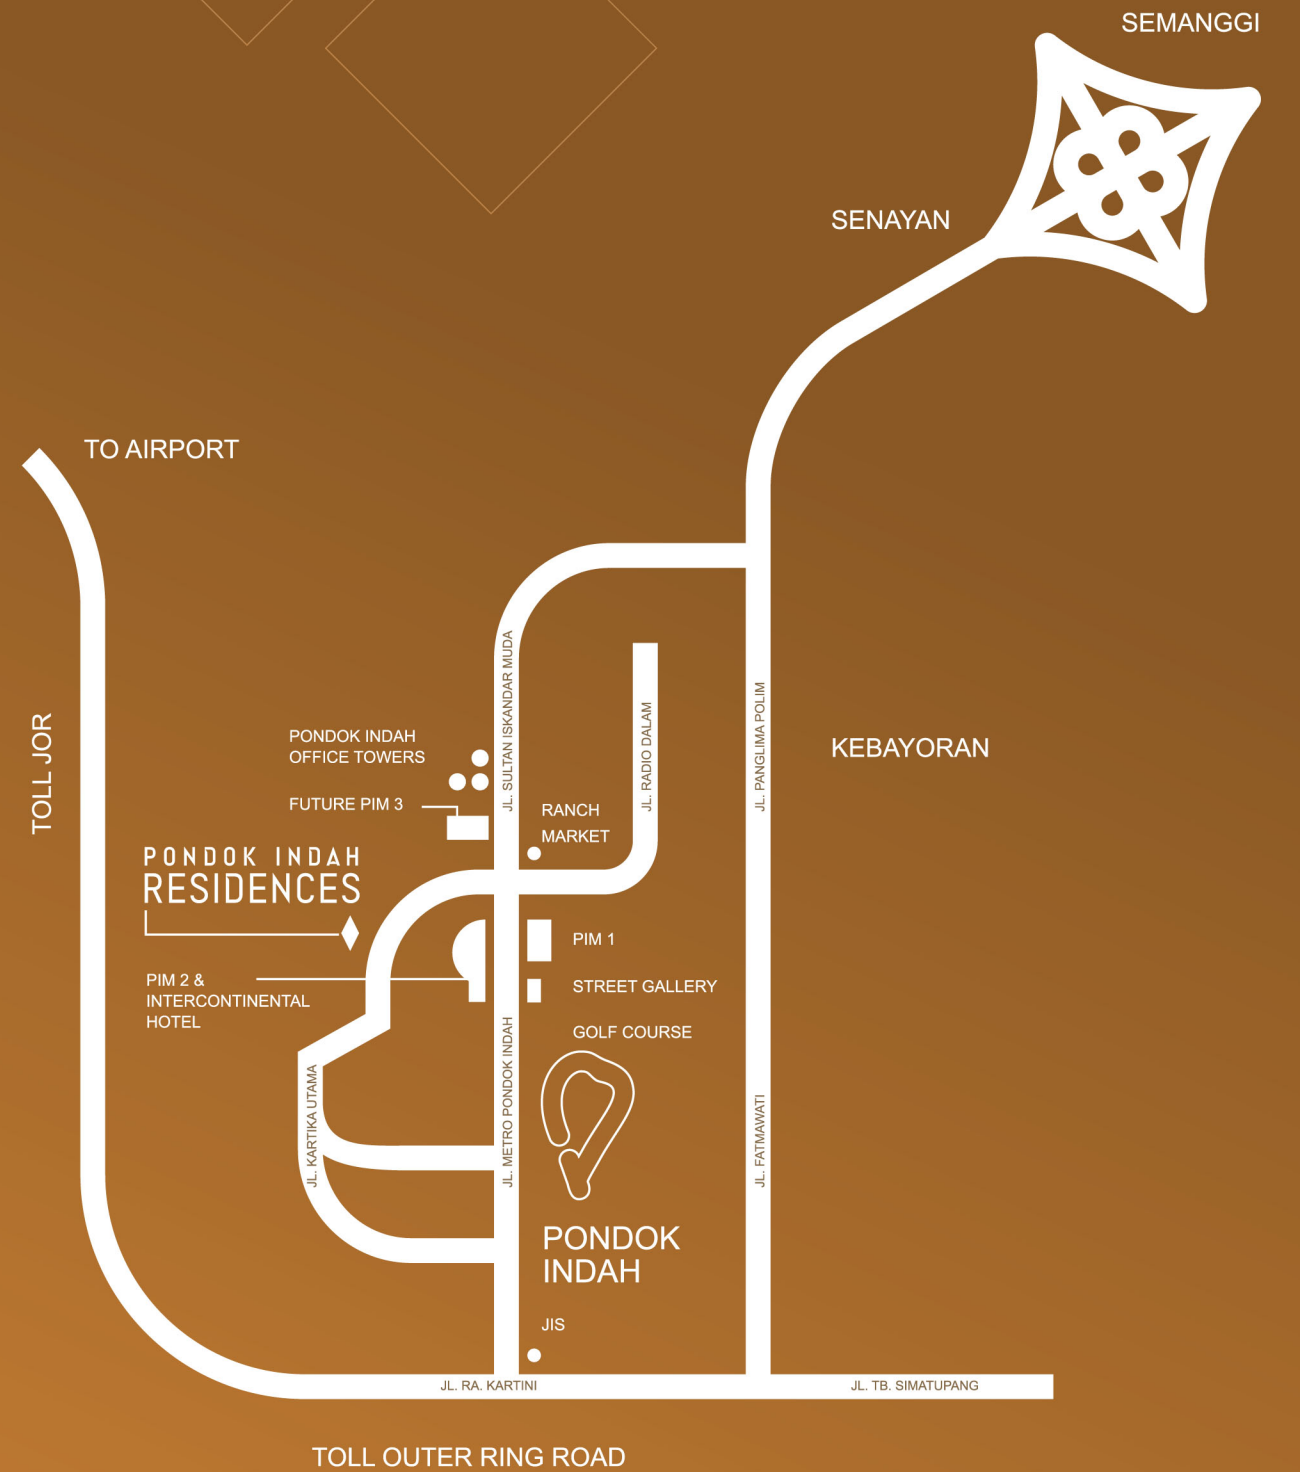 SEMANGGI
SENAYAN
TO AIRPORT
TOLL JOR
JL. SULTAN ISKANDAR MUDA
JL. RADIO DALAM
JL. PANGLIMA POLIM
KEBAYORAN
PONDOK INDAH
OFFICE TOWERS
FUTURE PIM 3
RANCH
MARKET
PONDOK INDAH
RESIDENCES
PIM 1
PIM 2 &
INTERCONTINENTAL
HOTEL
STREET GALLERY
GOLF COURSE
JL. KARTIKA UTAMA
JL. METRO PONDOK INDAH
JL. FATMAWATI
PONDOK
INDAH
JIS
JL. RA. KARTINI
JL. TB. SIMATUPANG
TOLL OUTER RING ROAD